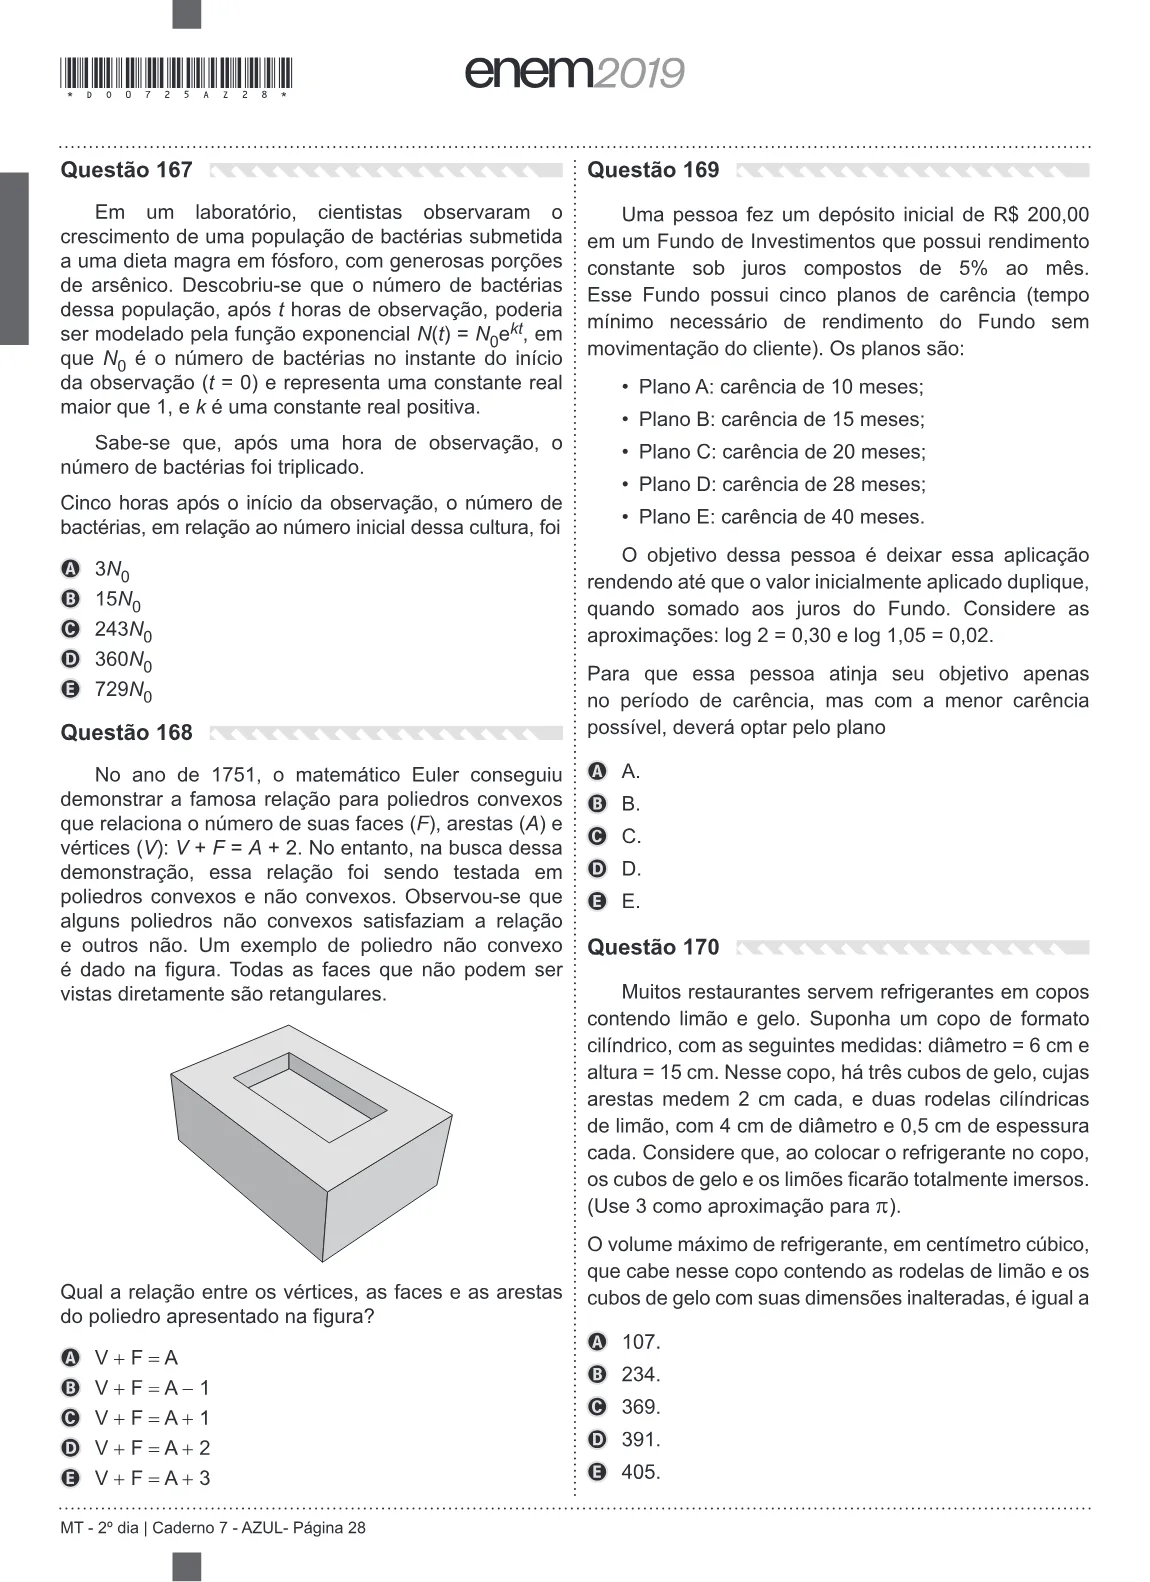 *D00725AZ28*
enem2019
Questão 167
Em um laboratório, cientistas observaram o
crescimento de uma população de bactérias submetida
a uma dieta magra em fósforo, com generosas porções
de arsênico. Descobriu-se que o número de bactérias
dessa população, após t horas de observação, poderia
ser modelado pela função exponencial N(t) = N₀eᵏᵗ, em
que N₀ é o número de bactérias no instante do início
da observação (t = 0) e representa uma constante real
maior que 1, e k é uma constante real positiva.
Sabe-se que, após uma hora de observação, o
número de bactérias foi triplicado.
Cinco horas após o início da observação, o número de
bactérias, em relação ao número inicial dessa cultura, foi
A 3N₀
B 15N₀
C 243N₀
D 360N₀
E 729N₀
Questão 168
No ano de 1751, o matemático Euler conseguiu
demonstrar a famosa relação para poliedros convexos
que relaciona o número de suas faces (F), arestas (A) e
vértices (V): V + F = A + 2. No entanto, na busca dessa
demonstração, essa relação foi sendo testada em
poliedros convexos e não convexos. Observou-se que
alguns poliedros não convexos satisfaziam a relação
e outros não. Um exemplo de poliedro não convexo
é dado na figura. Todas as faces que não podem ser
vistas diretamente são retangulares.
Qual a relação entre os vértices, as faces e as arestas
do poliedro apresentado na figura?
A V + F = A
B V + F = A − 1
C V + F = A + 1
D V + F = A + 2
E V + F = A + 3
Questão 169
Uma pessoa fez um depósito inicial de R$ 200,00
em um Fundo de Investimentos que possui rendimento
constante sob juros compostos de 5% ao mês.
Esse Fundo possui cinco planos de carência (tempo
mínimo necessário de rendimento do Fundo sem
movimentação do cliente). Os planos são:
• Plano A: carência de 10 meses;
• Plano B: carência de 15 meses;
• Plano C: carência de 20 meses;
• Plano D: carência de 28 meses;
• Plano E: carência de 40 meses.
O objetivo dessa pessoa é deixar essa aplicação
rendendo até que o valor inicialmente aplicado duplique,
quando somado aos juros do Fundo. Considere as
aproximações: log 2 = 0,30 e log 1,05 = 0,02.
Para que essa pessoa atinja seu objetivo apenas
no período de carência, mas com a menor carência
possível, deverá optar pelo plano
A A.
B B.
C C.
D D.
E E.
Questão 170
Muitos restaurantes servem refrigerantes em copos
contendo limão e gelo. Suponha um copo de formato
cilíndrico, com as seguintes medidas: diâmetro = 6 cm e
altura = 15 cm. Nesse copo, há três cubos de gelo, cujas
arestas medem 2 cm cada, e duas rodelas cilíndricas
de limão, com 4 cm de diâmetro e 0,5 cm de espessura
cada. Considere que, ao colocar o refrigerante no copo,
os cubos de gelo e os limões ficarão totalmente imersos.
(Use 3 como aproximação para π).
O volume máximo de refrigerante, em centímetro cúbico,
que cabe nesse copo contendo as rodelas de limão e os
cubos de gelo com suas dimensões inalteradas, é igual a
A 107.
B 234.
C 369.
D 391.
E 405.
MT - 2º dia | Caderno 7 - AZUL- Página 28